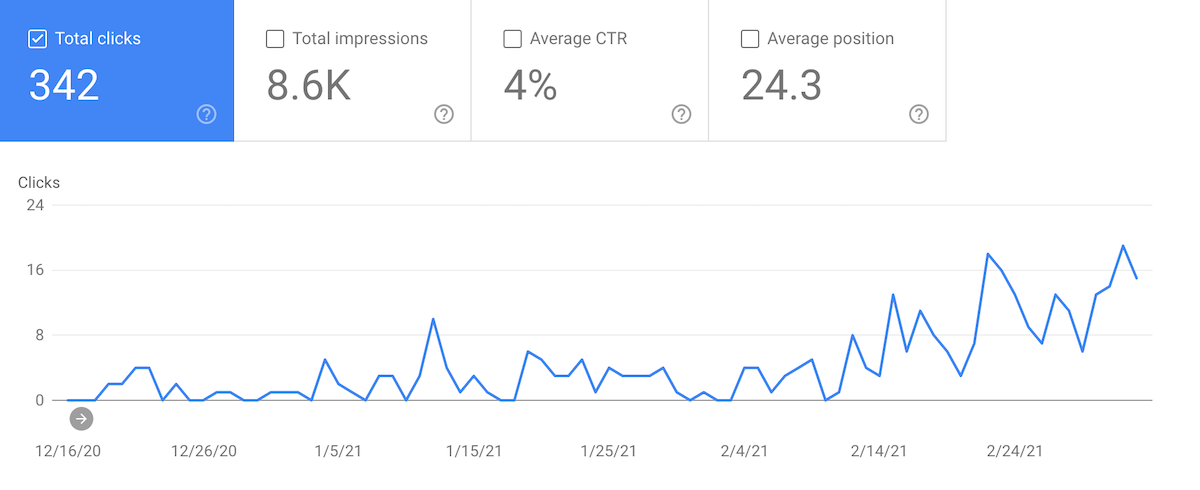 Total clicks
342
Total impressions
8.6K
Average CTR
4%
Average position
24.3
Clicks
24
16
8
0
12/16/20 12/26/20 1/5/21 1/15/21 1/25/21 2/4/21 2/14/21 2/24/21